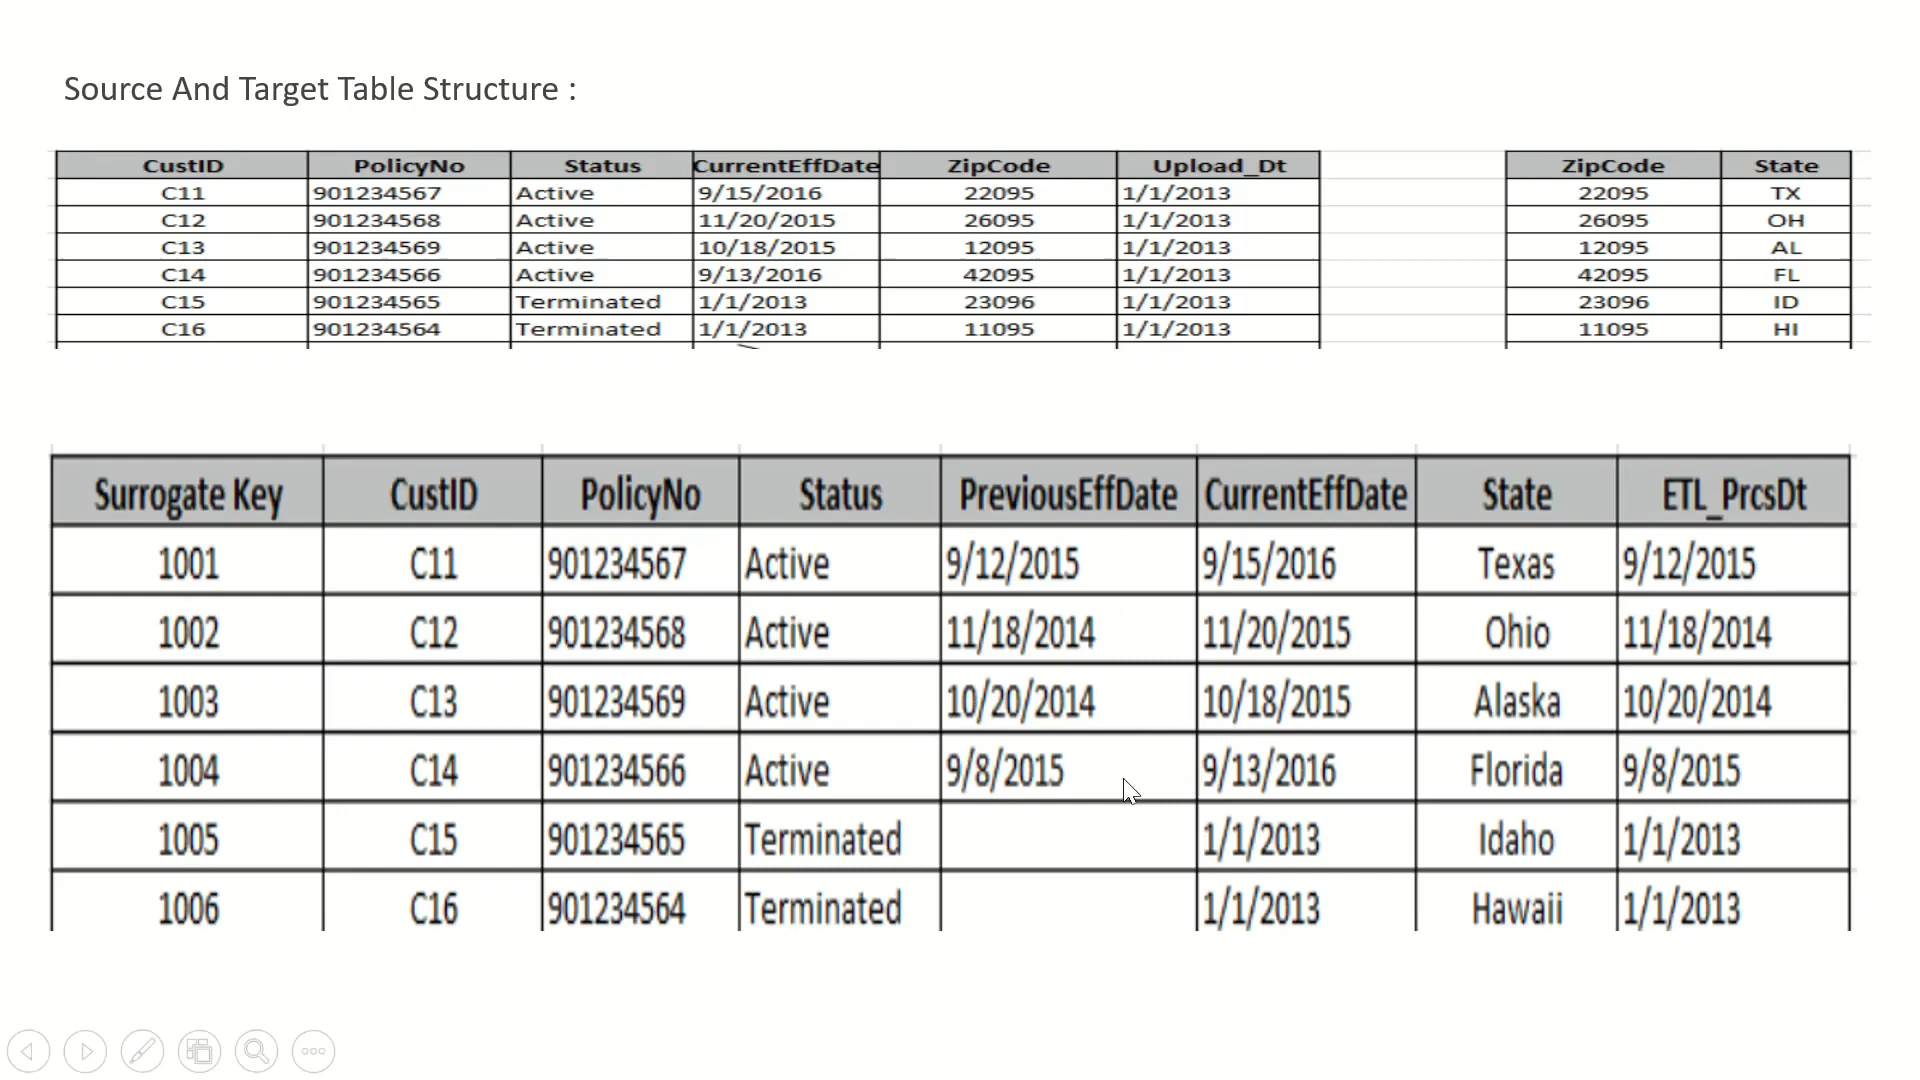 Source And Target Table Structure :
CustID PolicyNo Status CurrentEffDate ZipCode Upload_Dt ZipCode State
C11 901234567 Active 9/15/2016 22095 1/1/2013 22095 TX
C12 901234568 Active 11/20/2015 26095 1/1/2013 26095 OH
C13 901234569 Active 10/18/2015 12095 1/1/2013 12095 AL
C14 901234566 Active 9/13/2016 42095 1/1/2013 42095 FL
C15 901234565 Terminated 1/1/2013 23096 1/1/2013 23096 ID
C16 901234564 Terminated 1/1/2013 11095 1/1/2013 11095 HI
Surrogate Key CustID PolicyNo Status PreviousEffDate CurrentEffDate State ETL_PrcsDt
1001 C11 901234567 Active 9/12/2015 9/15/2016 Texas 9/12/2015
1002 C12 901234568 Active 11/18/2014 11/20/2015 Ohio 11/18/2014
1003 C13 901234569 Active 10/20/2014 10/18/2015 Alaska 10/20/2014
1004 C14 901234566 Active 9/8/2015 9/13/2016 Florida 9/8/2015
1005 C15 901234565 Terminated 1/1/2013 Idaho 1/1/2013
1006 C16 901234564 Terminated 1/1/2013 Hawaii 1/1/2013